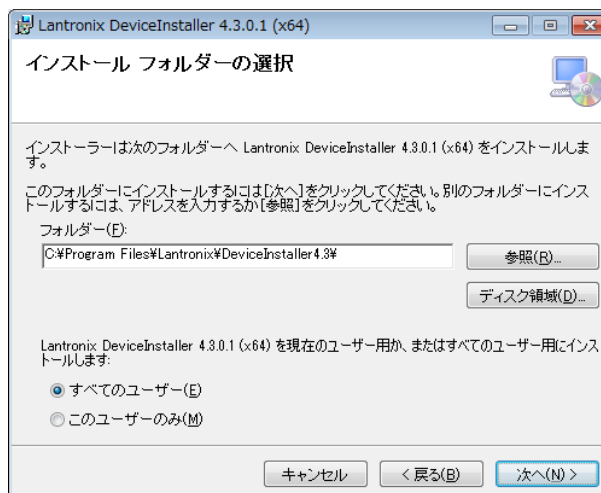 Lantronix DeviceInstaller 4.3.0.1 (x64)
インストール フォルダーの選択
インストーラーは次のフォルダーへ Lantronix DeviceInstaller 4.3.0.1 (x64) をインストールしま
す。
このフォルダーにインストールするには[次へ]をクリックしてください。別のフォルダーにインス
トールするには、アドレスを入力するか[参照]をクリックしてください。
フォルダー(F):
C:¥Program Files¥Lantronix¥DeviceInstaller4.3¥
参照(R)...
ディスク領域(D)...
Lantronix DeviceInstaller 4.3.0.1 (x64) を現在のユーザー用か、またはすべてのユーザー用にインス
トールします:
すべてのユーザー(E)
このユーザーのみ(M)
キャンセル
< 戻る(B)
次へ(N) >